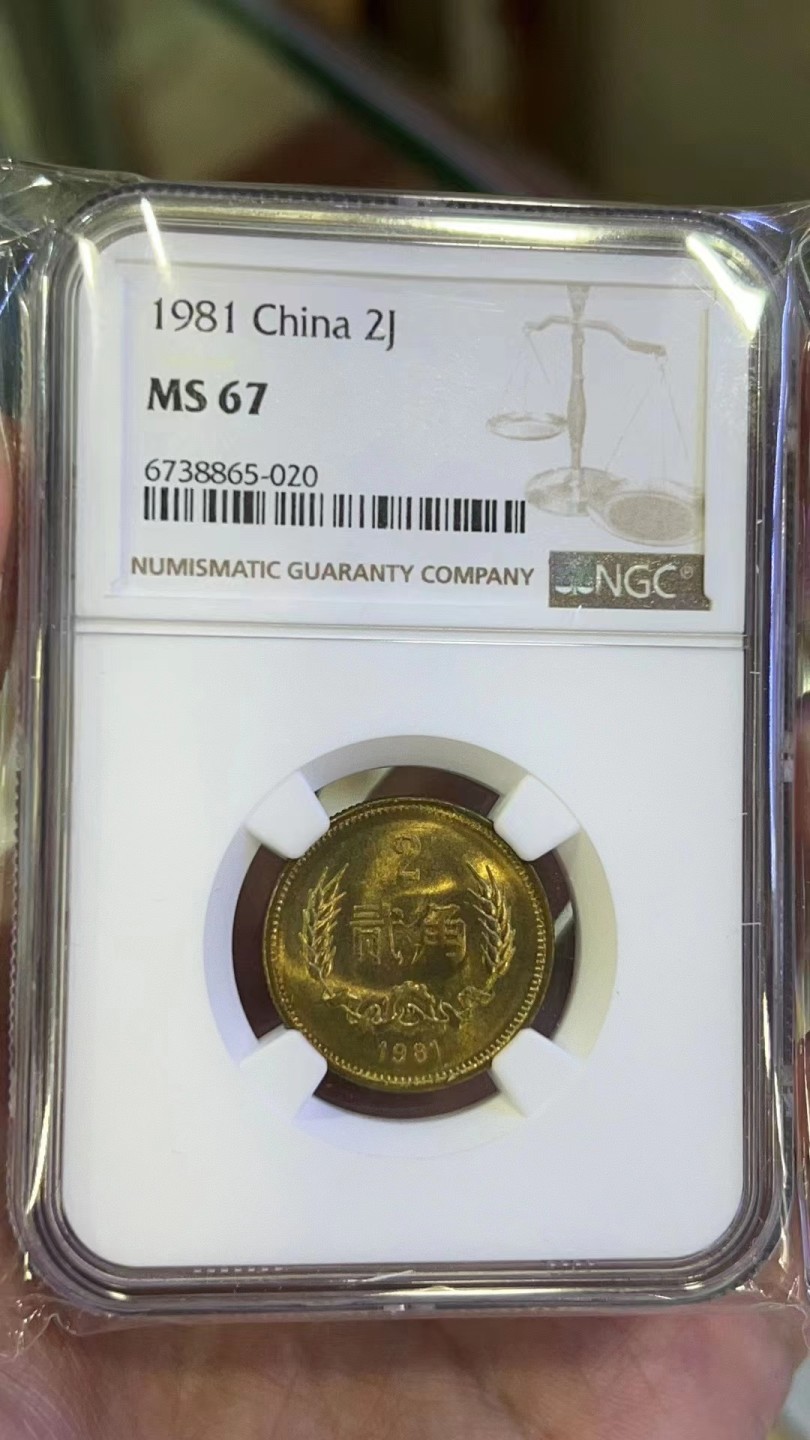 1981 China 2J
MS 67
6738865-020
NUMISMATIC GUARANTY COMPANY
NGC®
2
贰角
1981